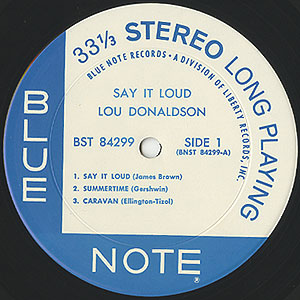 33⅓ STEREO LONG PLAYING
BLUE NOTE RECORDS • A DIVISION OF LIBERTY RECORDS, INC.
SAY IT LOUD
LOU DONALDSON
BST 84299
SIDE 1
(BNST 84299-A)
1. SAY IT LOUD (James Brown)
2. SUMMERTIME (Gershwin)
3. CARAVAN (Ellington-Tizol)
BLUE
NOTE
®